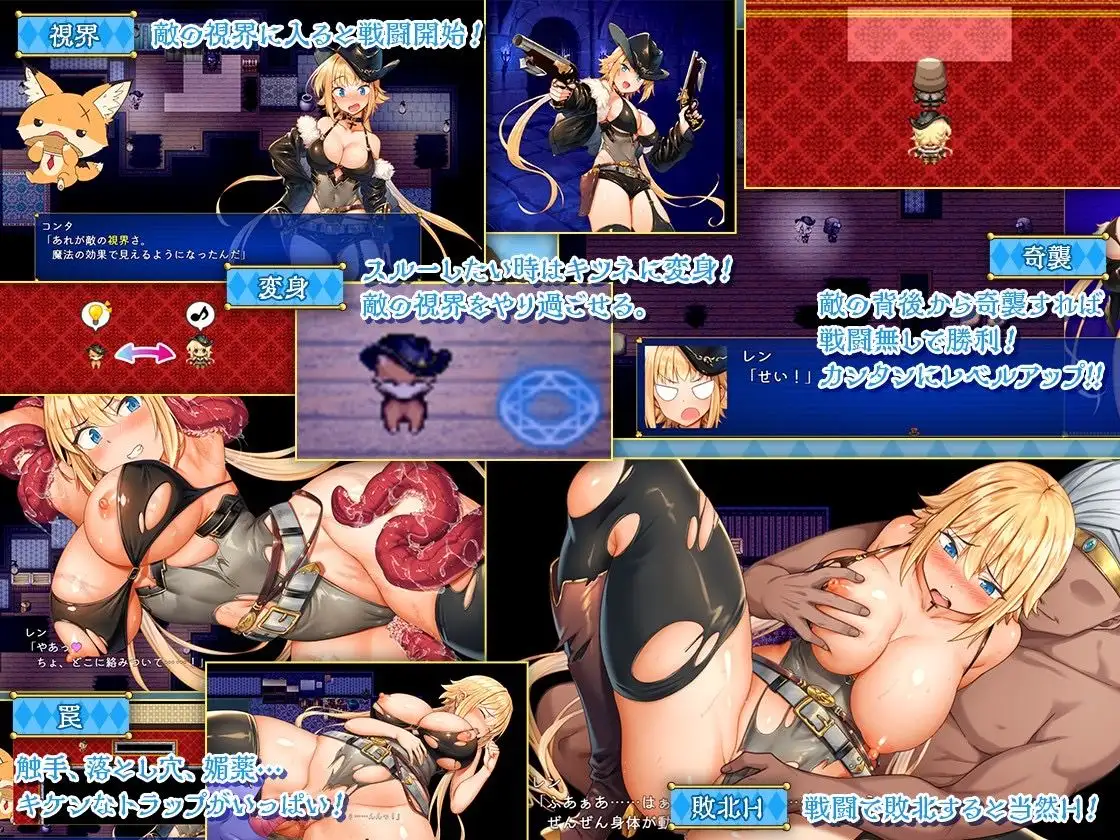 視界
敵の視界に入ると戦闘開始！
コンタ
「あれが敵の視界さ。
魔法の効果で見えるようになったんだ」
変身
スルーしたい時はキツネに変身！
敵の視界をやり過ごせる。
奇襲
敵の背後から奇襲すれば
戦闘無しで勝利！
カンタンにレベルアップ!!
レン
「せい！」
レン
「やあっ
ちょ、どこに絡みついて……！」
罠
触手、落とし穴、媚薬…
キケンなトラップがいっぱい！
レン
「ふあぁあ……はぁ
ぜんぜん身体が動
敗北H
戦闘で敗北すると当然H！